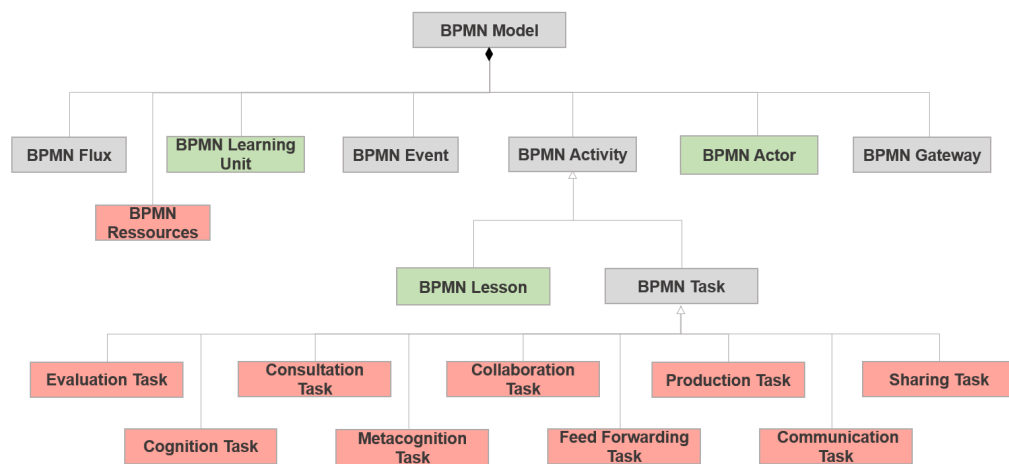 BPMN Model
BPMN Flux
BPMN Learning
Unit
BPMN Event
BPMN Activity
BPMN Actor
BPMN Gateway
BPMN
Ressources
BPMN Lesson
BPMN Task
Evaluation Task
Consultation
Task
Collaboration
Task
Production Task
Sharing Task
Cognition Task
Metacognition
Task
Feed Forwarding
Task
Communication
Task